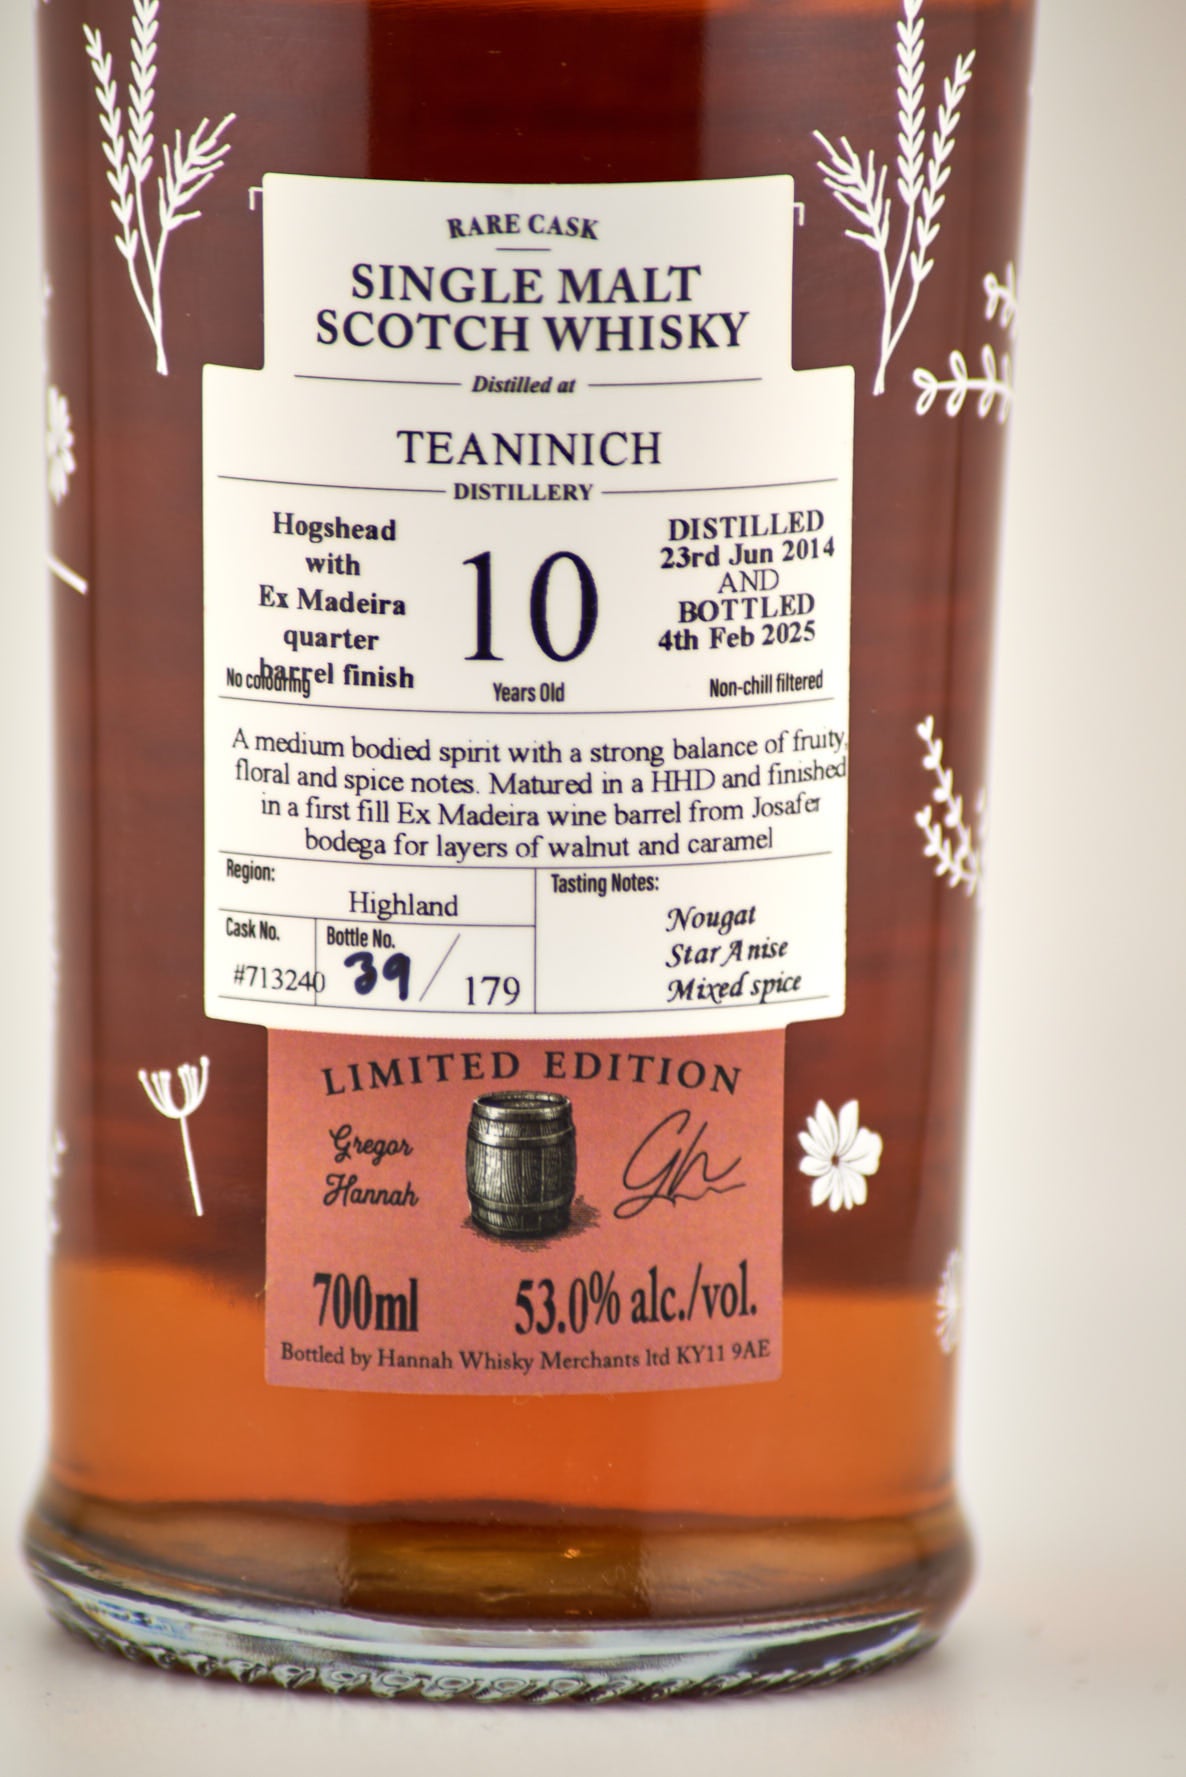 RARE CASK
SINGLE MALT
SCOTCH WHISKY
Distilled at
TEANINICH
DISTILLERY
Hogshead
with
Ex Madeira
quarter
barrel finish
No colouring
10
Years Old
DISTILLED
23rd Jun 2014
AND
BOTTLED
4th Feb 2025
Non-chill filtered
A medium bodied spirit with a strong balance of fruity,
floral and spice notes. Matured in a HHD and finished
in a first fill Ex Madeira wine barrel from Josafer
bodega for layers of walnut and caramel
Region:
Highland
Cask No.
#713240
Bottle No.
39 / 179
Tasting Notes:
Nougat
Star Anise
Mixed spice
LIMITED EDITION
Gregor
Hannah
Gh
700ml 53.0% alc./vol.
Bottled by Hannah Whisky Merchants ltd KY11 9AE